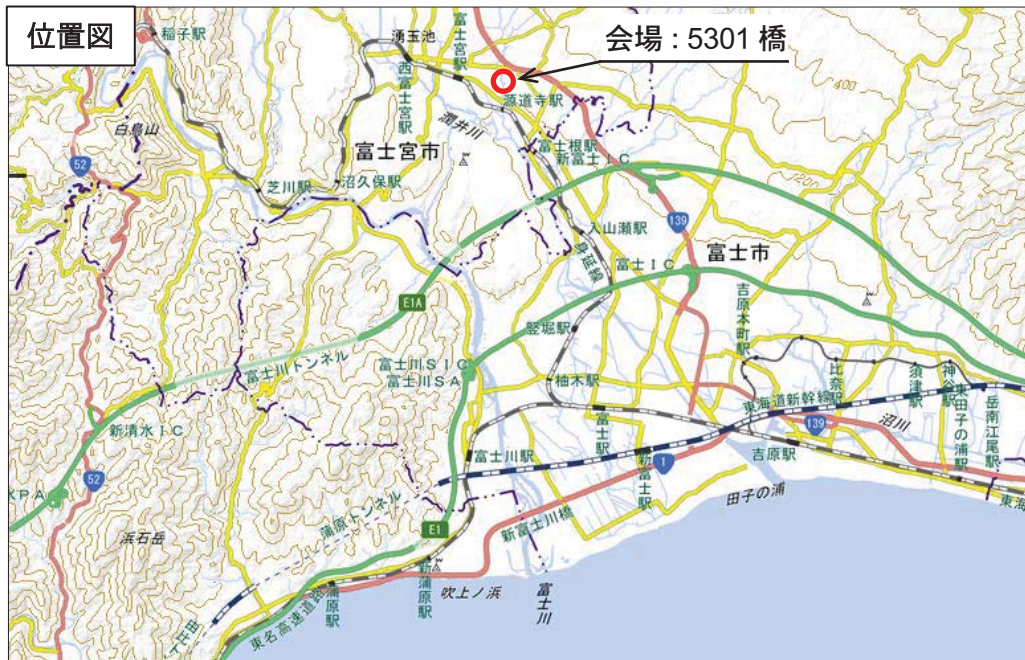 位置図
会場：5301 橋
稲子駅
湧玉池
富士宮駅
西富士宮駅
源道寺駅
潤井川
白鳥山
52
富士宮市
富士根駅
新富士IC
芝川駅
沼久保駅
139
入山瀬駅
身延線
富士IC
富士市
吉原本町駅
E1A
竪堀駅
富士川トンネル
富士川SIC
富士川SA
柚木駅
比奈駅
須津駅
神谷駅
東海道新幹線
岳南江尾駅
東田子の浦駅
新清水IC
富士駅
139
沼川
富士川駅
吉原駅
52
1
新富士駅
KPA
田子の浦
蒲原トンネル
E1
新富士川橋
浜石岳
新蒲原駅
蒲原駅
吹上ノ浜
富士川
東名高速道路
由比
東海